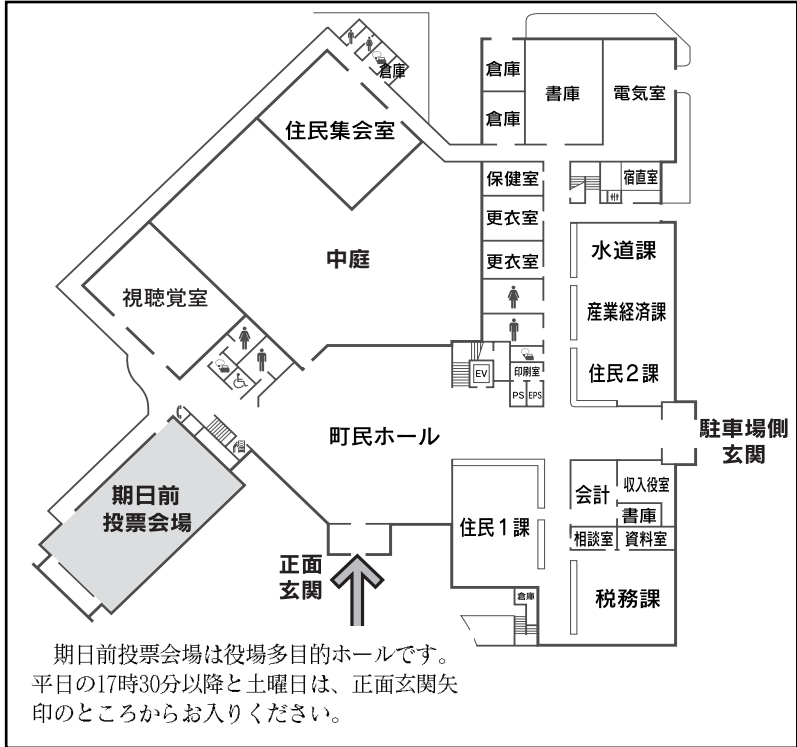 倉庫
住民集会室
中庭
視聴覚室
倉庫
倉庫
書庫
電気室
保健室
宿直室
更衣室
更衣室
水道課
産業経済課
住民2課
EV
印刷室
PS
EPS
町民ホール
駐車場側
玄関
期日前
投票会場
住民1課
会計
収入役室
書庫
相談室
資料室
税務課
倉庫
正面
玄関
期日前投票会場は役場多目的ホールです。
平日の17時30分以降と土曜日は、正面玄関矢
印のところからお入りください。